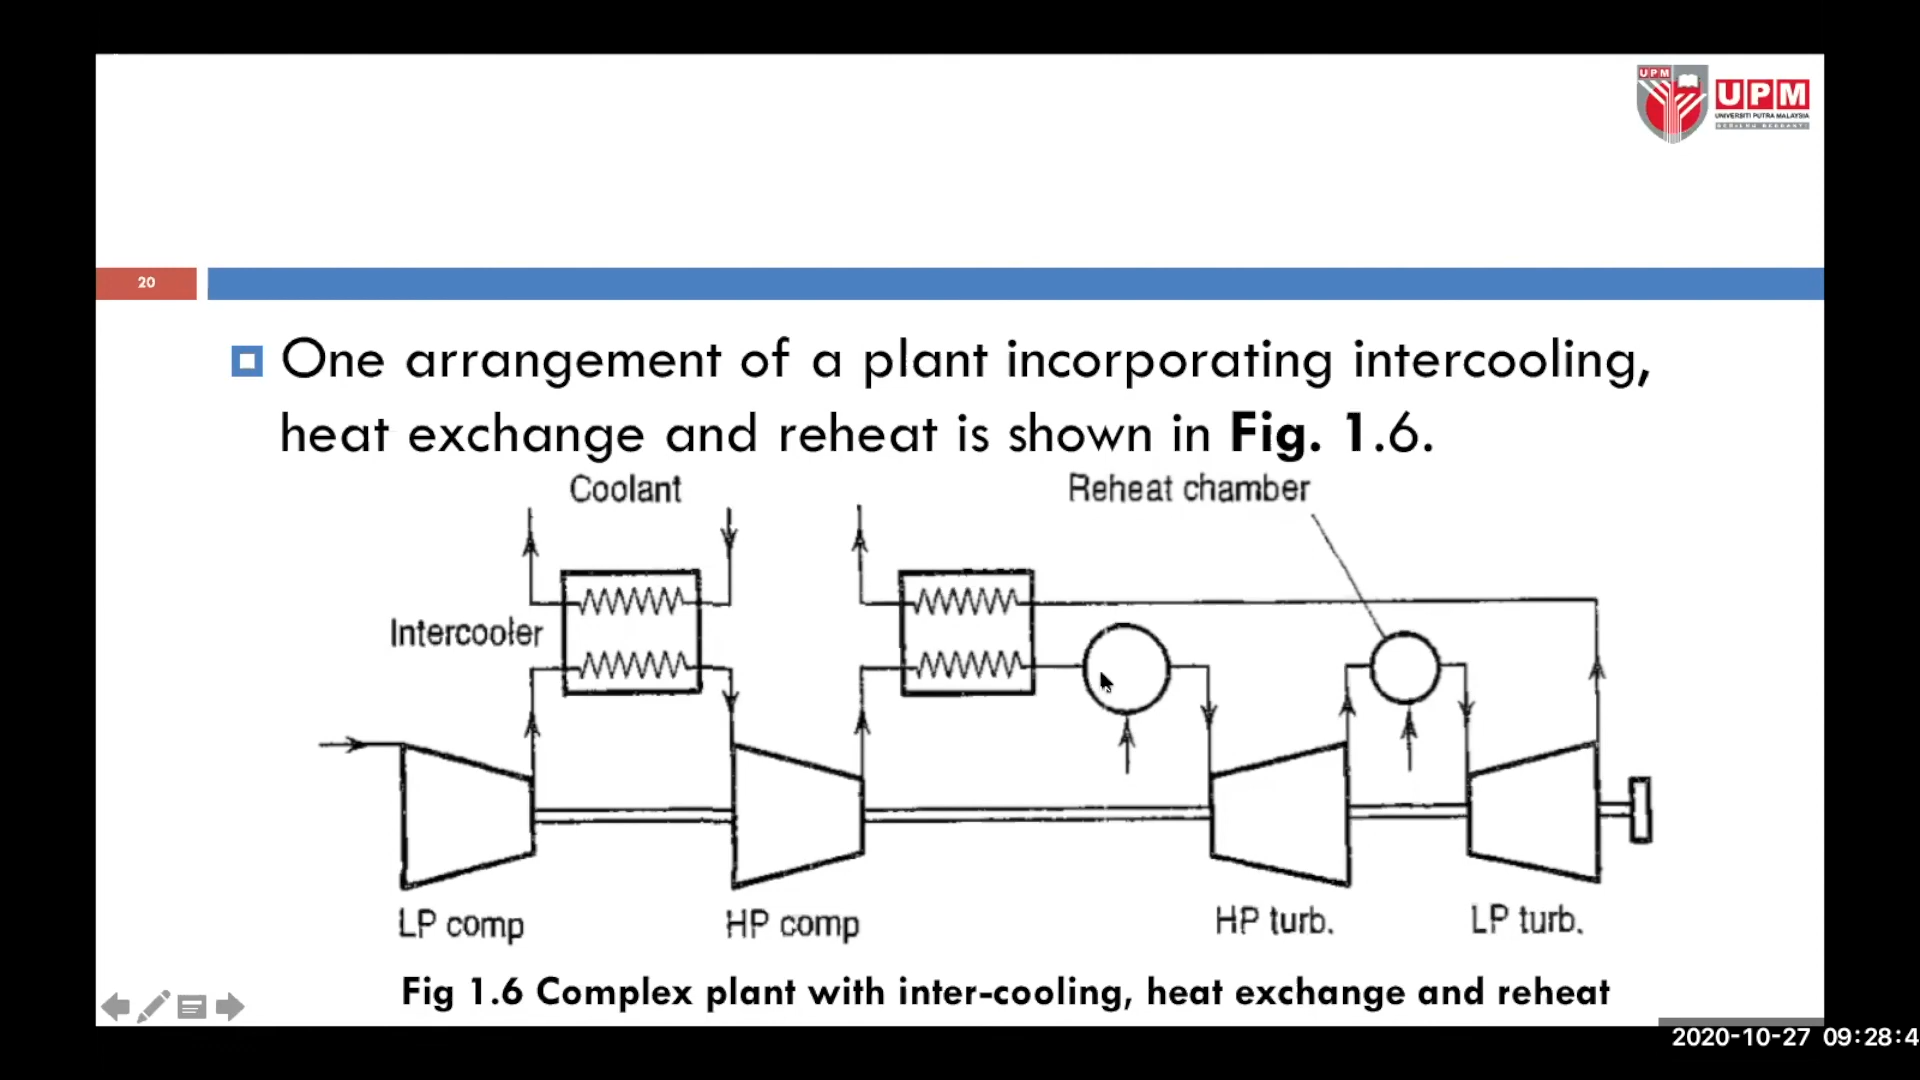 UPM
UPM
UNIVERSITI PUTRA MALAYSIA
20
One arrangement of a plant incorporating intercooling,
heat exchange and reheat is shown in Fig. 1.6.
Coolant
Reheat chamber
Intercooler
LP comp
HP comp
HP turb.
LP turb.
Fig 1.6 Complex plant with inter-cooling, heat exchange and reheat
2020-10-27 09:28:4